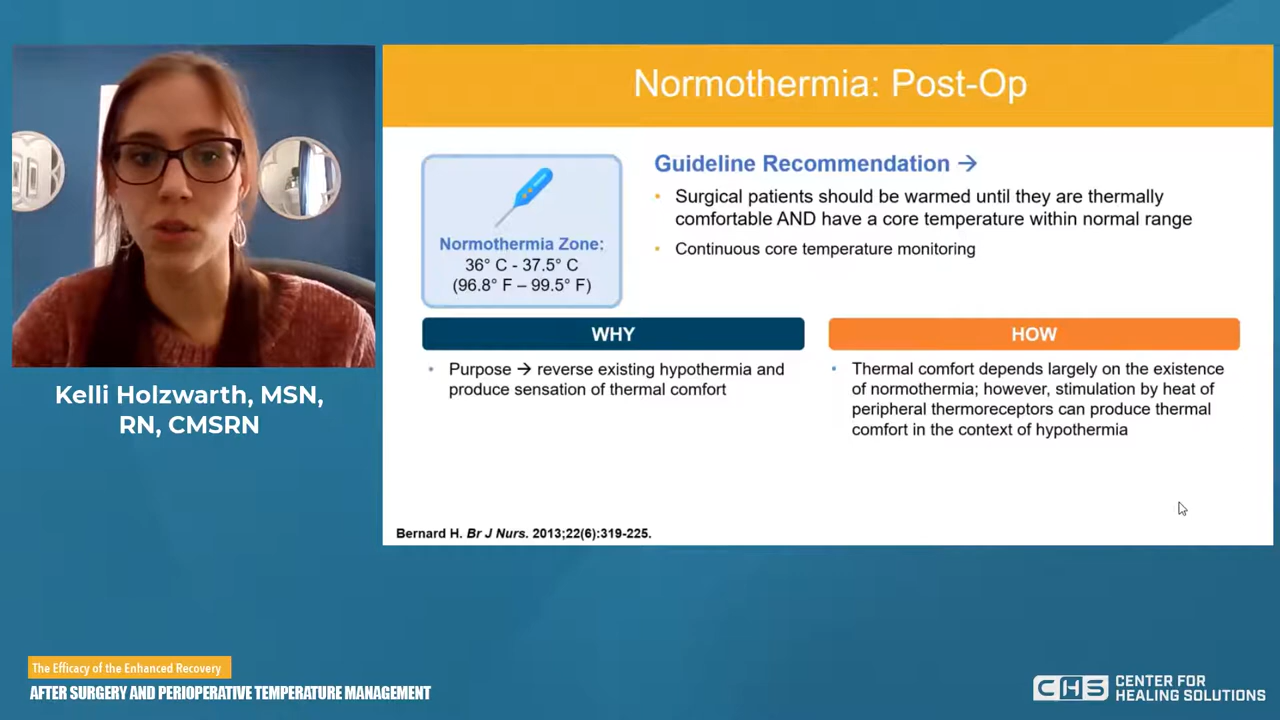 Normothermia: Post-Op
Normothermia Zone:
36° C - 37.5° C
(96.8° F – 99.5° F)
Guideline Recommendation →
• Surgical patients should be warmed until they are thermally
comfortable AND have a core temperature within normal range
• Continuous core temperature monitoring
WHY
• Purpose → reverse existing hypothermia and
produce sensation of thermal comfort
HOW
• Thermal comfort depends largely on the existence
of normothermia; however, stimulation by heat of
peripheral thermoreceptors can produce thermal
comfort in the context of hypothermia
Bernard H. Br J Nurs. 2013;22(6):319-225.
Kelli Holzwarth, MSN,
RN, CMSRN
The Efficacy of the Enhanced Recovery
AFTER SURGERY AND PERIOPERATIVE TEMPERATURE MANAGEMENT
CHS
CENTER FOR
HEALING SOLUTIONS